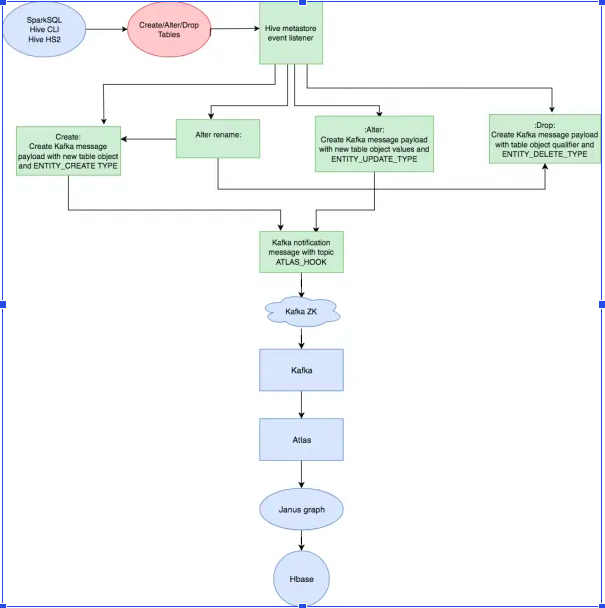 SparkSQL
Hive CLI
Hive HS2
Create/Alter/Drop
Tables
Hive metastore
event listener
Create:
Create Kafka message
payload with new table object
and ENTITY_CREATE TYPE
Alter rename:
:Alter:
Create Kafka message payload
with new table object values and
ENTITY_UPDATE_TYPE
:Drop:
Create Kafka message payload
with table object qualifier and
ENTITY_DELETE_TYPE
Kafka notification
message with topic
ATLAS_HOOK
Kafka ZK
Kafka
Atlas
Janus graph
Hbase